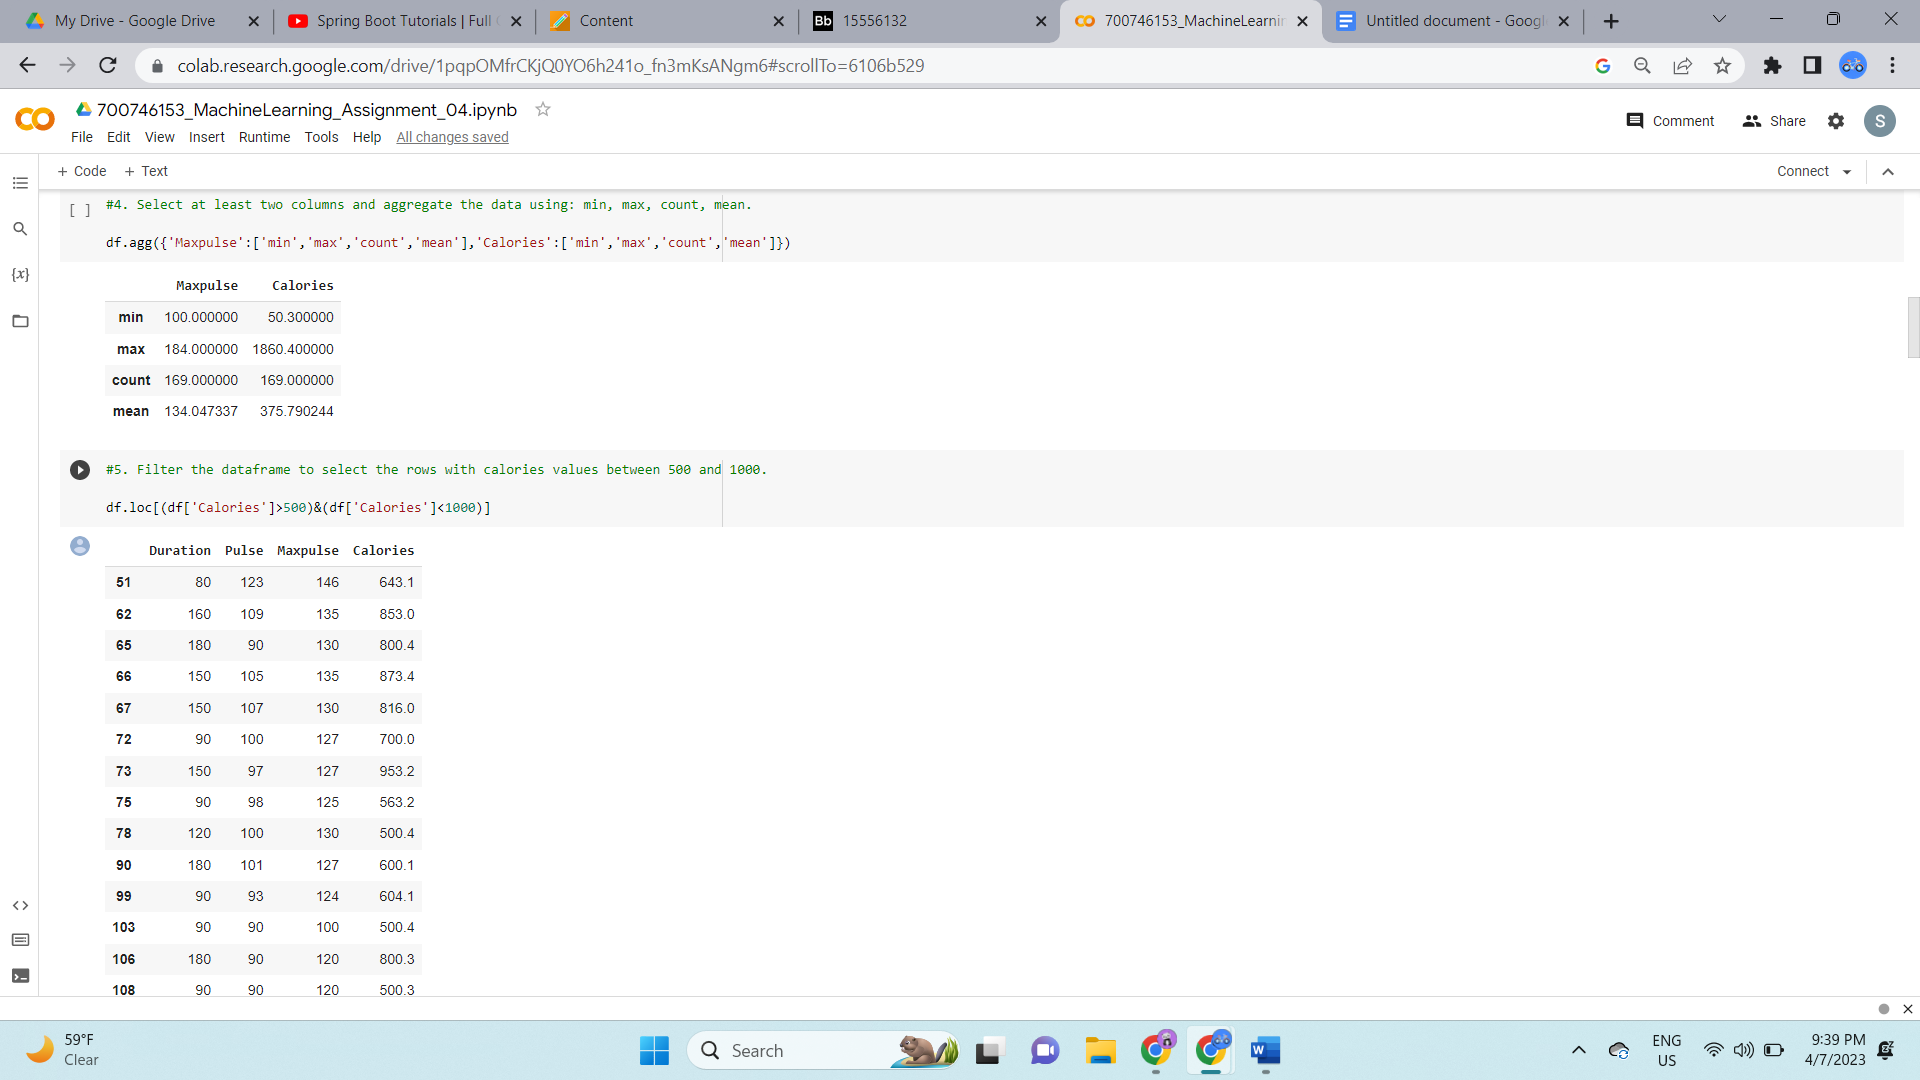 My Drive - Google Drive
Spring Boot Tutorials | Full
Content
Bb 15556132
700746153_MachineLearnin
Untitled document - Googl
colab.research.google.com/drive/1pqpOMfrCKjQ0YO6h241o_fn3mKsANgm6#scrollTo=6106b529
700746153_MachineLearning_Assignment_04.ipynb
File Edit View Insert Runtime Tools Help All changes saved
Comment Share S
+ Code + Text
Connect
[ ] #4. Select at least two columns and aggregate the data using: min, max, count, mean.
df.agg({'Maxpulse':['min','max','count','mean'],'Calories':['min','max','count','mean']})
Maxpulse Calories
min 100.000000 50.300000
max 184.000000 1860.400000
count 169.000000 169.000000
mean 134.047337 375.790244
#5. Filter the dataframe to select the rows with calories values between 500 and 1000.
df.loc[(df['Calories']>500)&(df['Calories']<1000)]
Duration Pulse Maxpulse Calories
51 80 123 146 643.1
62 160 109 135 853.0
65 180 90 130 800.4
66 150 105 135 873.4
67 150 107 130 816.0
72 90 100 127 700.0
73 150 97 127 953.2
75 90 98 125 563.2
78 120 100 130 500.4
90 180 101 127 600.1
99 90 93 124 604.1
103 90 90 100 500.4
106 180 90 120 800.3
108 90 90 120 500.3
{x}
59°F
Clear
Search
ENG
US
9:39 PM
4/7/2023